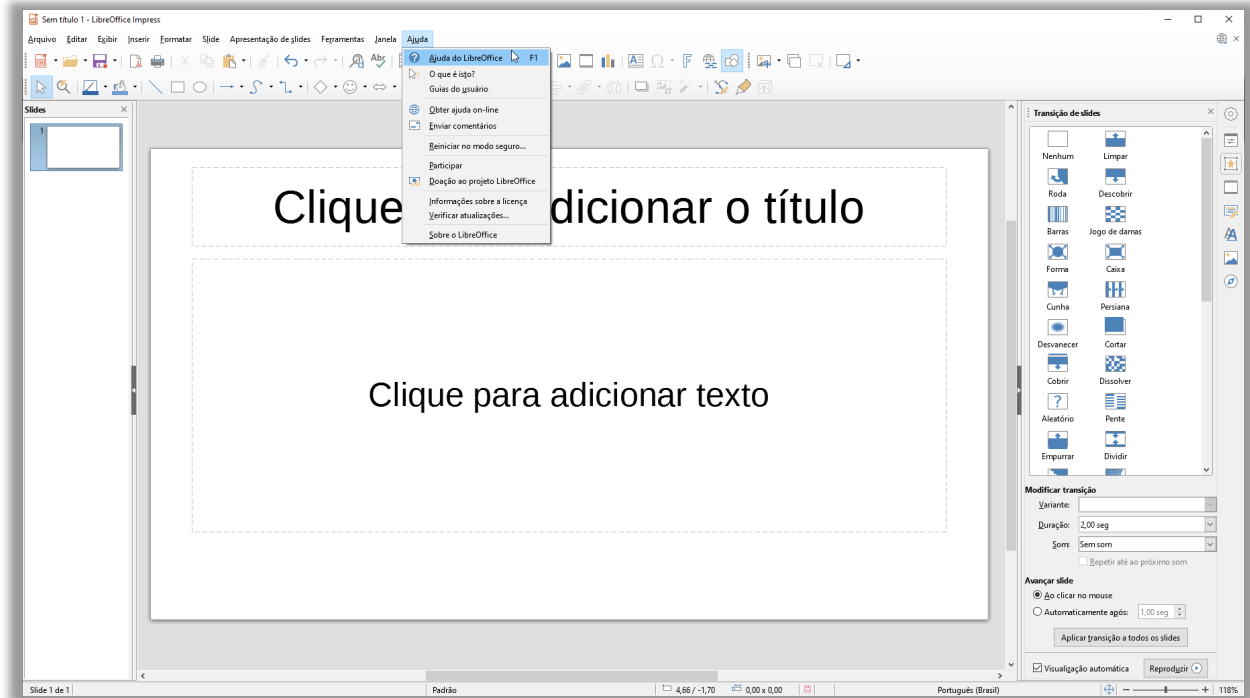 Sem título 1 - LibreOffice Impress
Arquivo Editar Exibir Inserir Formatar Slide Apresentação de slides Ferramentas Janela Ajuda
Ajuda do LibreOffice F1
O que é isto?
Guias do usuário
Obter ajuda on-line
Enviar comentários
Reiniciar no modo seguro...
Participar
Doação ao projeto LibreOffice
Informações sobre a licença
Verificar atualizações...
Sobre o LibreOffice
Slides
1
Clique dicionar o título
Clique para adicionar texto
Transição de slides
Nenhum Limpar
Roda Descobrir
Barras Jogo de damas
Forma Caixa
Cunha Persiana
Desvanecer Cortar
Cobrir Dissolver
Aleatório Pente
Empurrar Dividir
Modificar transição
Variante:
Duração: 2,00 seg
Som: Sem som
Repetir até ao próximo som
Avançar slide
Ao clicar no mouse
Automaticamente após: 1,00 seg
Aplicar transição a todos os slides
Visualização automática Reproduzir
Slide 1 de 1 Padrão 4,66 / -1,70 0,00 x 0,00 Português (Brasil) 118%